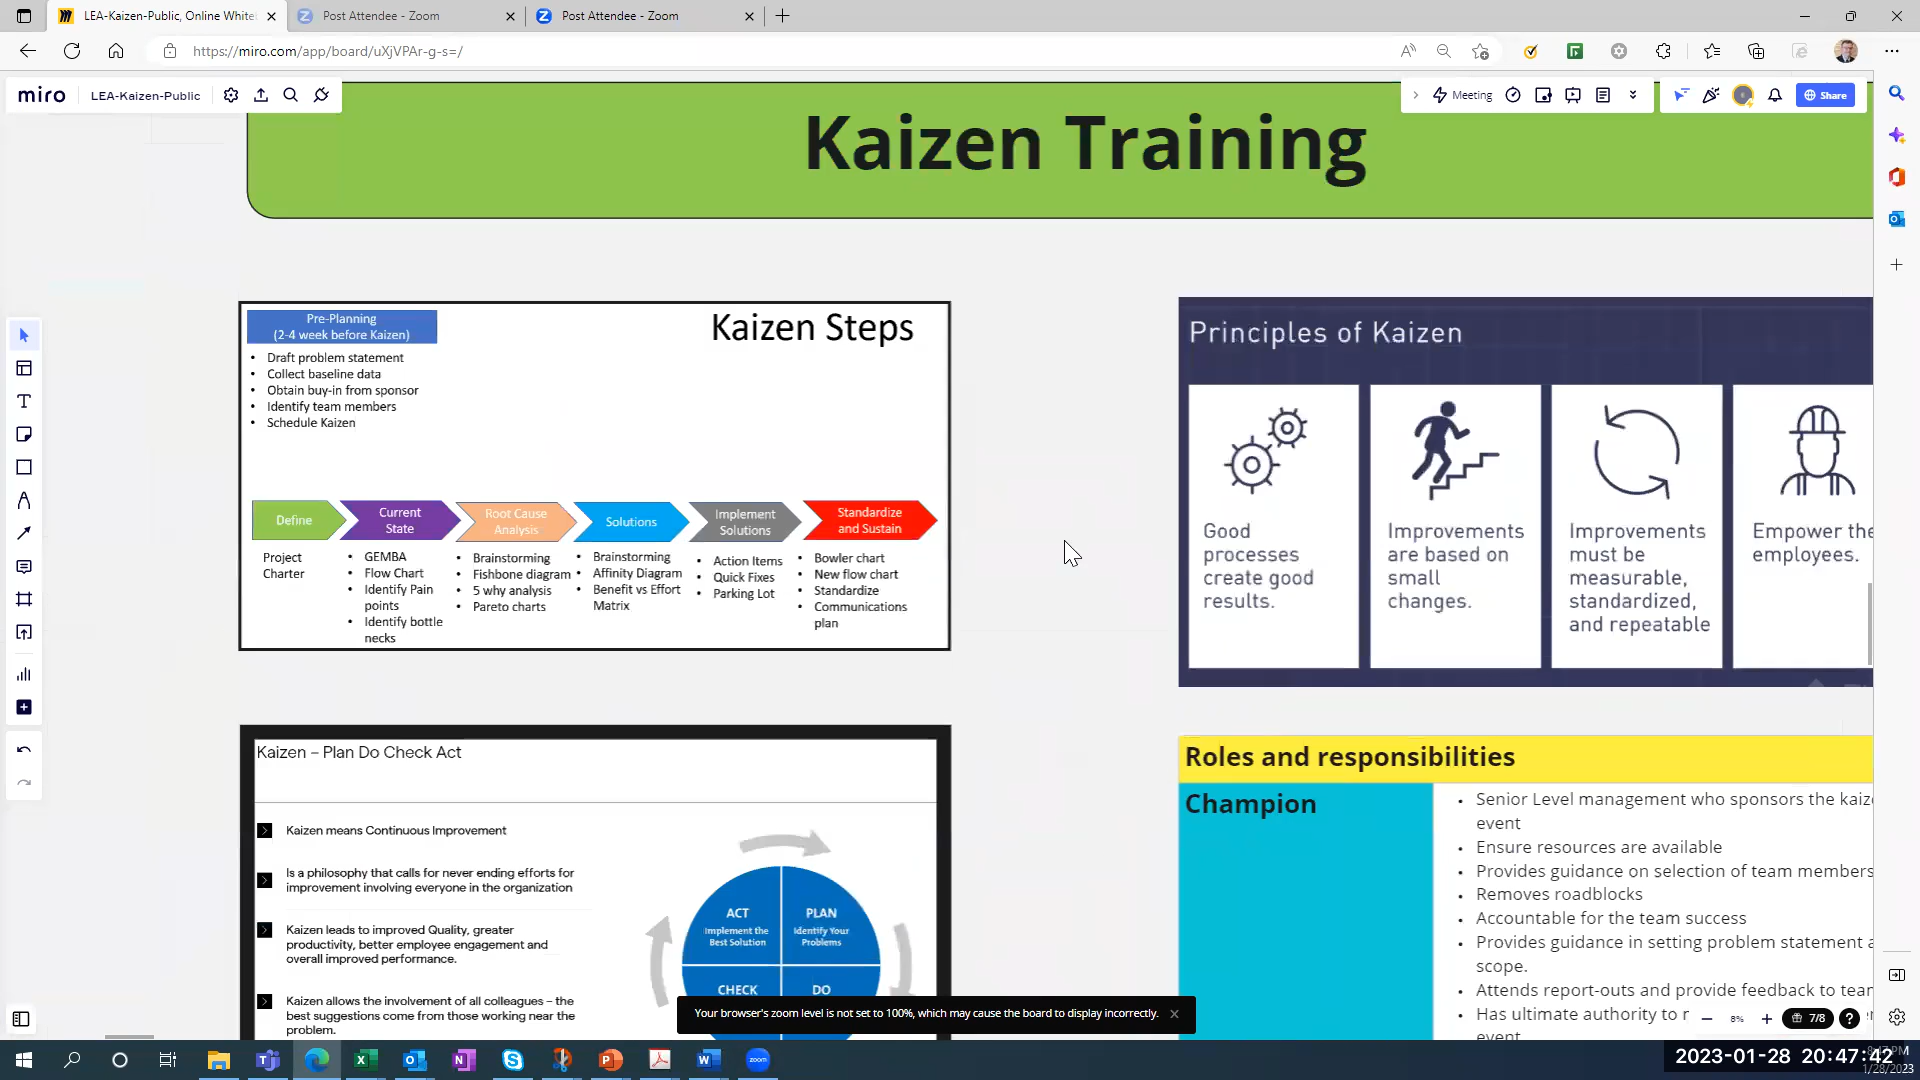 LEA-Kaizen-Public, Online White
Post Attendee - Zoom
Post Attendee - Zoom
https://miro.com/app/board/uXjVPAr-g-s=/
miro
LEA-Kaizen-Public
Meeting
Share
Kaizen Training
Pre-Planning
(2-4 week before Kaizen)
Kaizen Steps
• Draft problem statement
• Collect baseline data
• Obtain buy-in from sponsor
• Identify team members
• Schedule Kaizen
Define
Project
Charter
Current
State
• GEMBA
• Flow Chart
• Identify Pain
points
• Identify bottle
necks
Root Cause
Analysis
• Brainstorming
• Fishbone diagram
• 5 why analysis
• Pareto charts
Solutions
• Brainstorming
• Affinity Diagram
• Benefit vs Effort
Matrix
Implement
Solutions
• Action Items
• Quick Fixes
• Parking Lot
Standardize
and Sustain
• Bowler chart
• New flow chart
• Standardize
• Communications
plan
Principles of Kaizen
Good
processes
create good
results.
Improvements
are based on
small
changes.
Improvements
must be
measurable,
standardized,
and repeatable
Empower the
employees.
Kaizen – Plan Do Check Act
Kaizen means Continuous Improvement
Is a philosophy that calls for never ending efforts for
improvement involving everyone in the organization
Kaizen leads to improved Quality, greater
productivity, better employee engagement and
overall improved performance.
Kaizen allows the involvement of all colleagues – the
best suggestions come from those working near the
problem.
ACT
Implement the
Best Solution
PLAN
Identify Your
Problems
CHECK
DO
Roles and responsibilities
Champion
• Senior Level management who sponsors the kaiz
event
• Ensure resources are available
• Provides guidance on selection of team members
• Removes roadblocks
• Accountable for the team success
• Provides guidance in setting problem statement a
scope.
• Attends report-outs and provide feedback to tear
• Has ultimate authority to r
event
Your browser's zoom level is not set to 100%, which may cause the board to display incorrectly.
8%
7/8
zoom
2023-01-28 20:47:42
1/28/2023